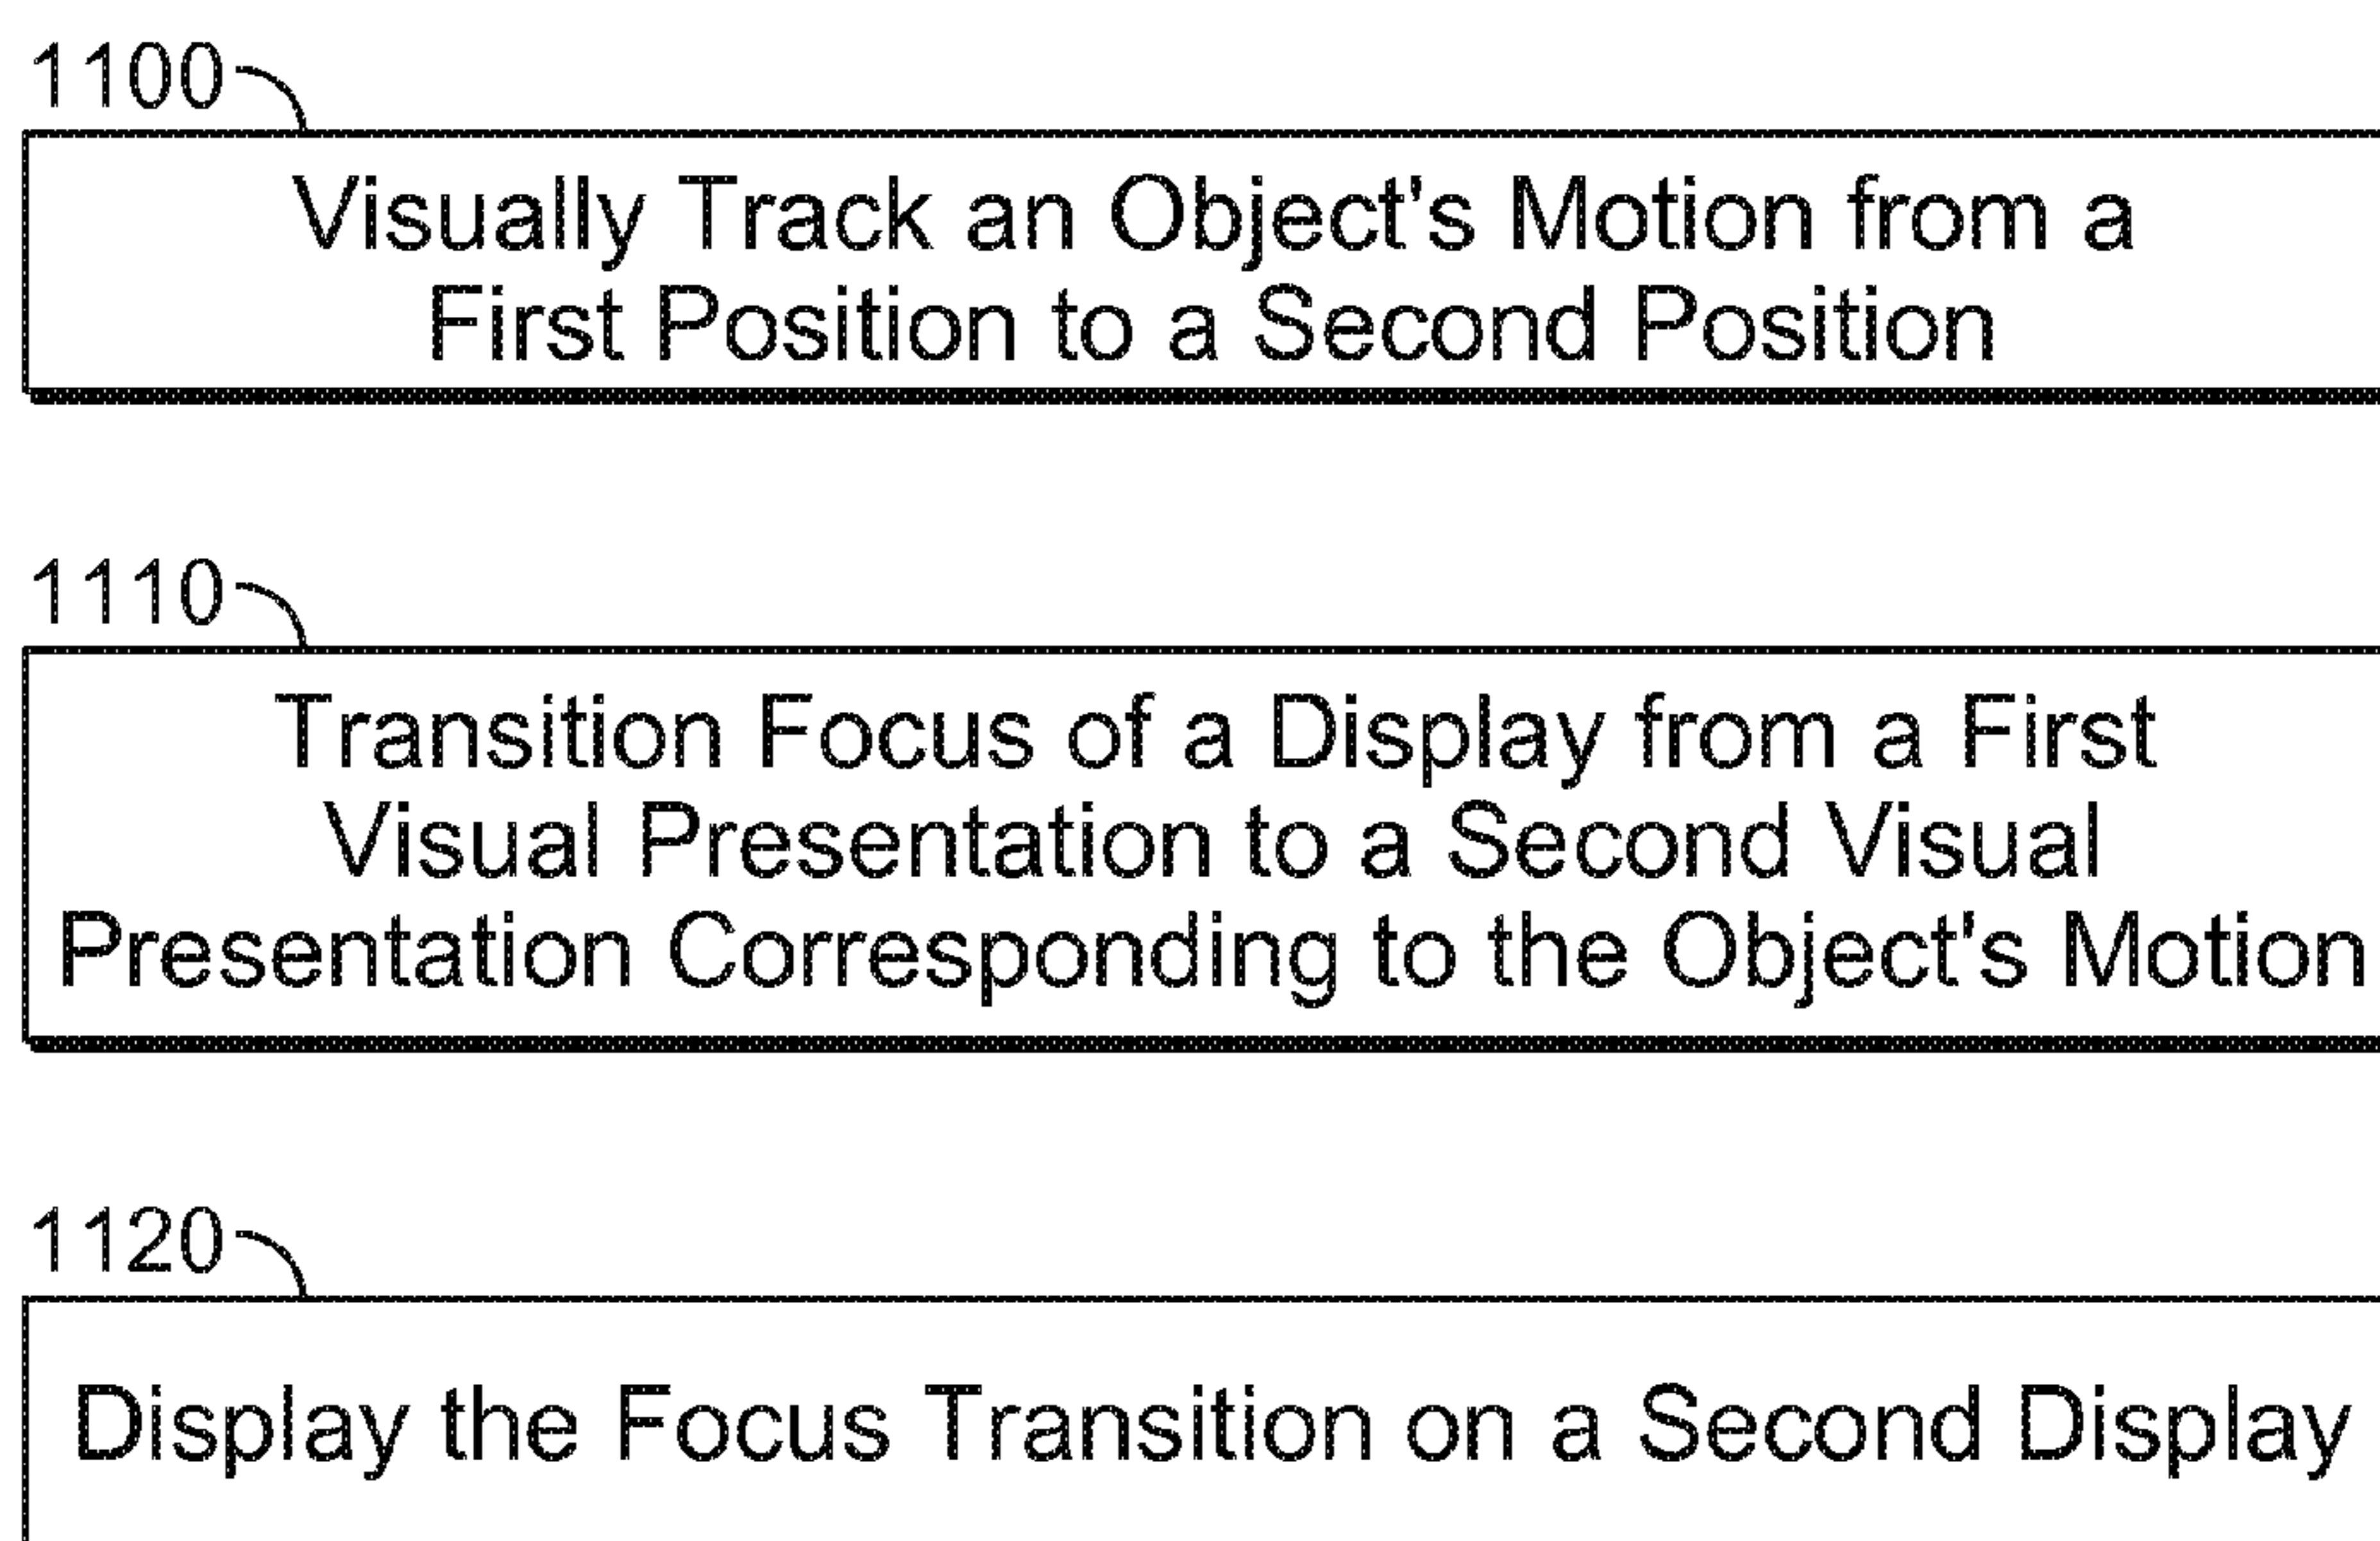 1100
Visually Track an Object's Motion from a
First Position to a Second Position
1110
Transition Focus of a Display from a First
Visual Presentation to a Second Visual
Presentation Corresponding to the Object's Motion
1120
Display the Focus Transition on a Second Display